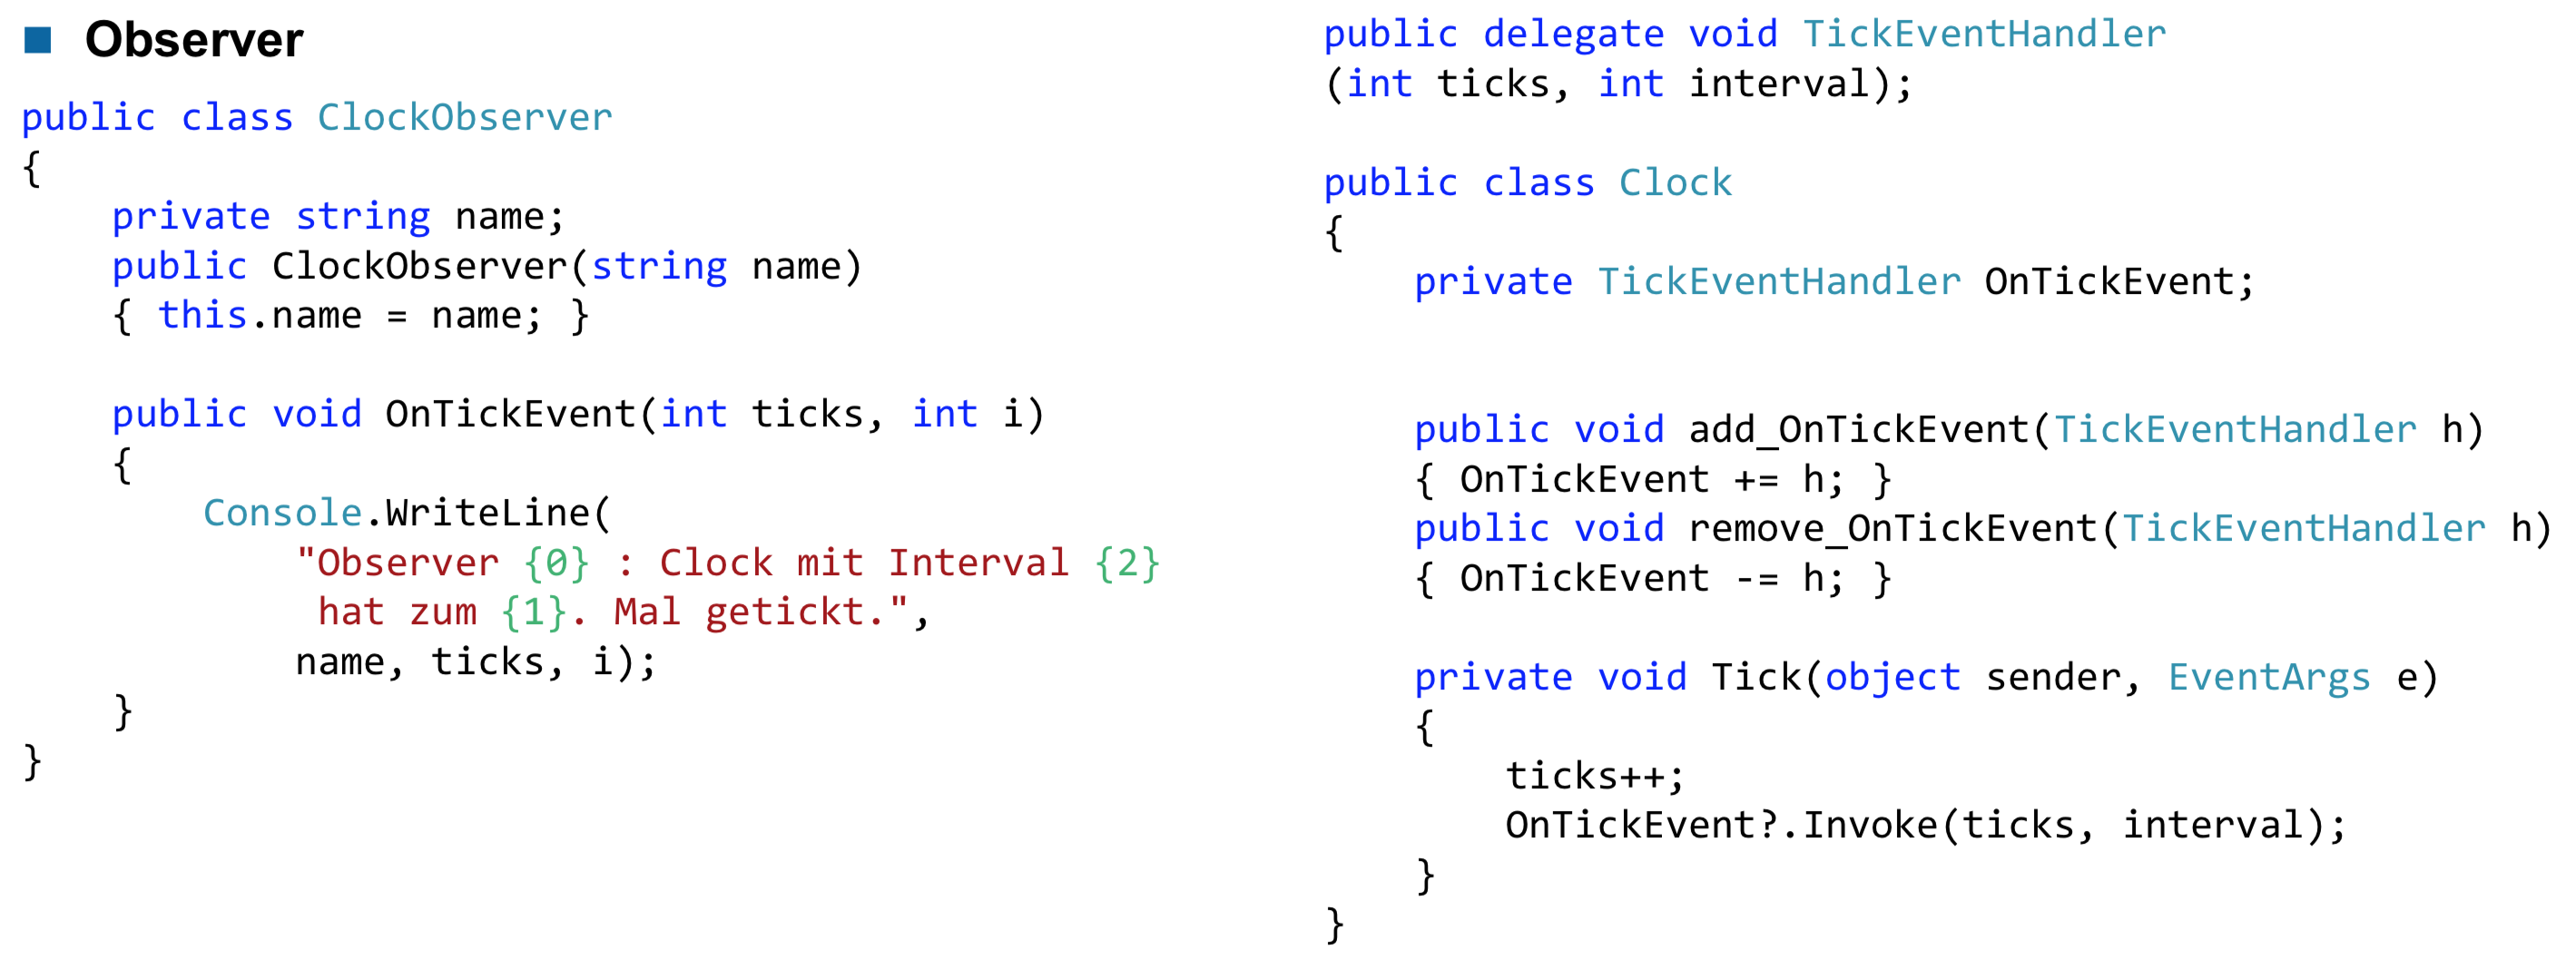 Observer
public class ClockObserver
{
    private string name;
    public ClockObserver(string name)
    { this.name = name; }

    public void OnTickEvent(int ticks, int i)
    {
        Console.WriteLine(
            "Observer {0} : Clock mit Interval {2}
             hat zum {1}. Mal getickt.",
            name, ticks, i);
    }
}
public delegate void TickEventHandler
(int ticks, int interval);

public class Clock
{
    private TickEventHandler OnTickEvent;

    public void add_OnTickEvent(TickEventHandler h)
    { OnTickEvent += h; }
    public void remove_OnTickEvent(TickEventHandler h)
    { OnTickEvent -= h; }

    private void Tick(object sender, EventArgs e)
    {
        ticks++;
        OnTickEvent?.Invoke(ticks, interval);
    }
}